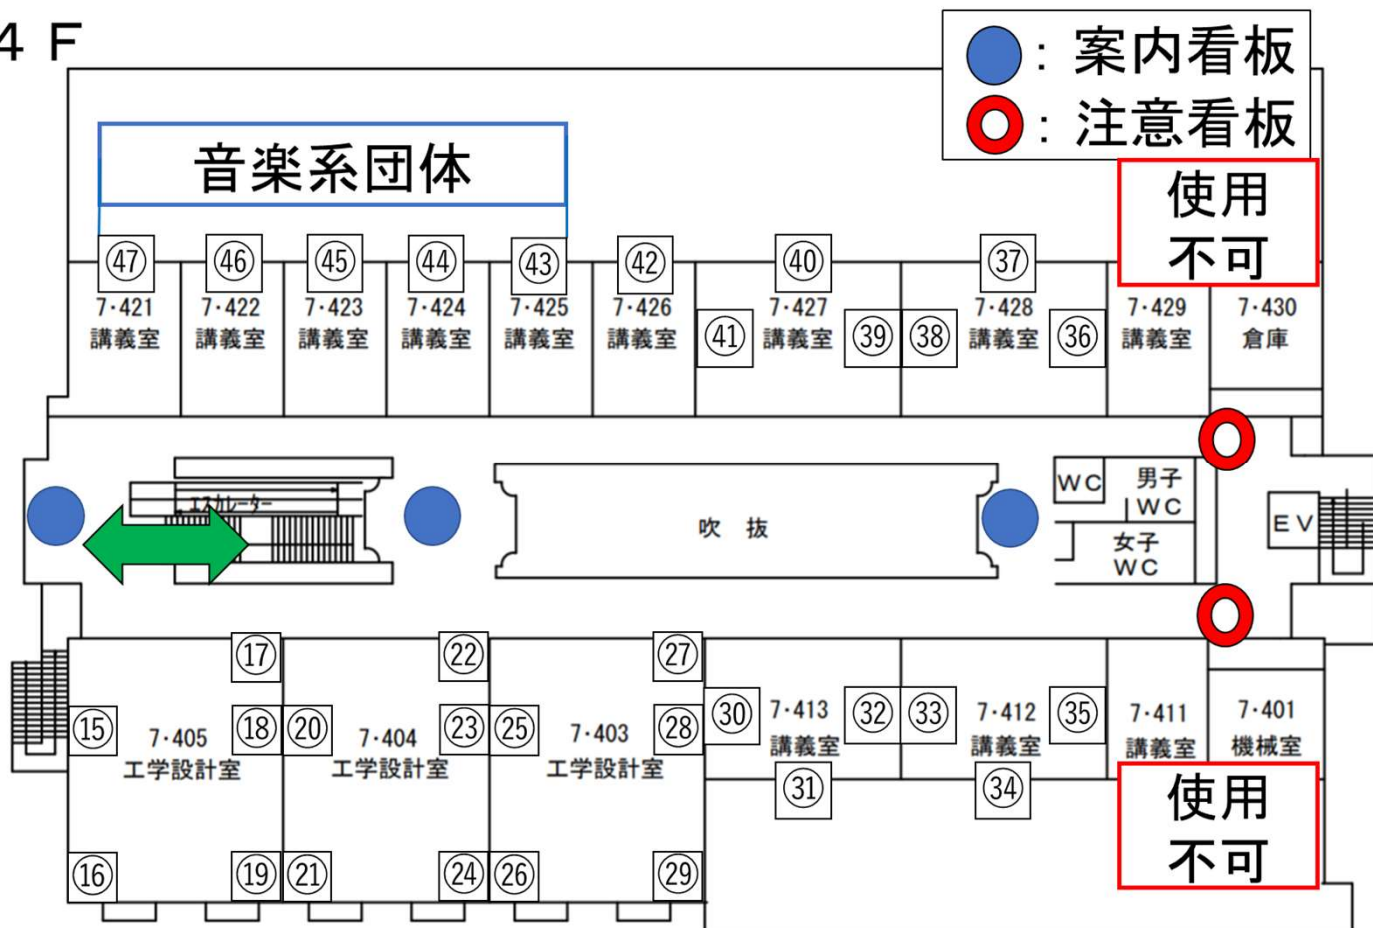 4 F
: 案内看板
: 注意看板
音楽系団体
使用
不可
㊼
㊻
㊺
㊹
㊸
㊷
㊵
㊲
7・421
講義室
7・422
講義室
7・423
講義室
7・424
講義室
7・425
講義室
7・426
講義室
㊶
7・427
講義室
㊴
㊳
7・428
講義室
㊱
7・429
講義室
7・430
倉庫
エスカレーター
吹 抜
WC
男子
WC
女子
WC
EV
⑰
㉒
㉗
⑮
7・405
工学設計室
⑱
⑳
7・404
工学設計室
㉓
㉕
7・403
工学設計室
㉘
㉚
7・413
講義室
㉜
㉝
7・412
講義室
㉟
7・411
講義室
7・401
機械室
㉛
㉞
使用
不可
⑯
⑲
㉑
㉔
㉖
㉙